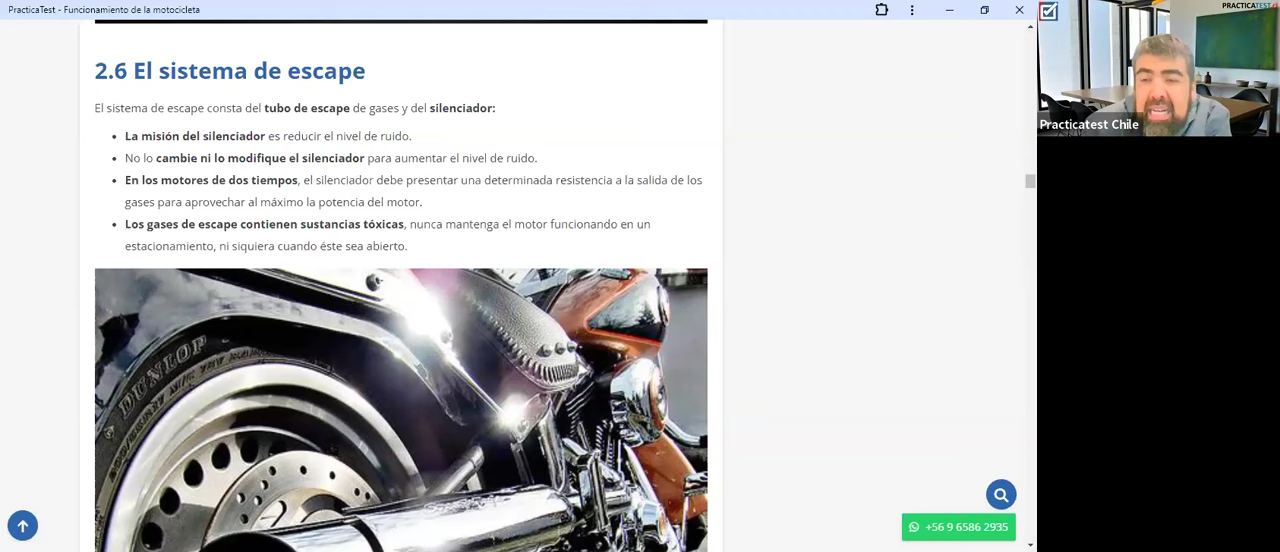 PracticaTest - Funcionamiento de la motocicleta
2.6 El sistema de escape
El sistema de escape consta del tubo de escape de gases y del silenciador:
• La misión del silenciador es reducir el nivel de ruido.
• No lo cambie ni lo modifique el silenciador para aumentar el nivel de ruido.
• En los motores de dos tiempos, el silenciador debe presentar una determinada resistencia a la salida de los
gases para aprovechar al máximo la potencia del motor.
• Los gases de escape contienen sustancias tóxicas, nunca mantenga el motor funcionando en un
estacionamiento, ni siquiera cuando éste sea abierto.
DUNLOP
+56 9 6586 2935
PRACTICATEST
Practicatest Chile